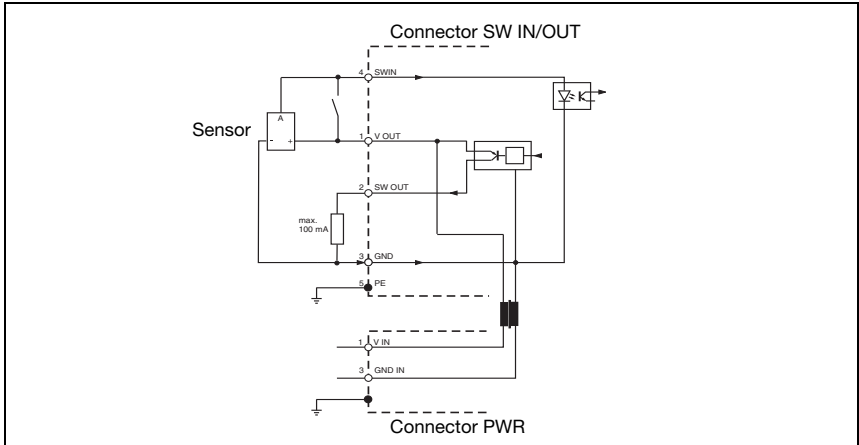 Connector SW IN/OUT
4 SWIN
A
Sensor
- +
1 V OUT
2 SW OUT
max.
100 mA
3 GND
5 PE
1 V IN
3 GND IN
Connector PWR